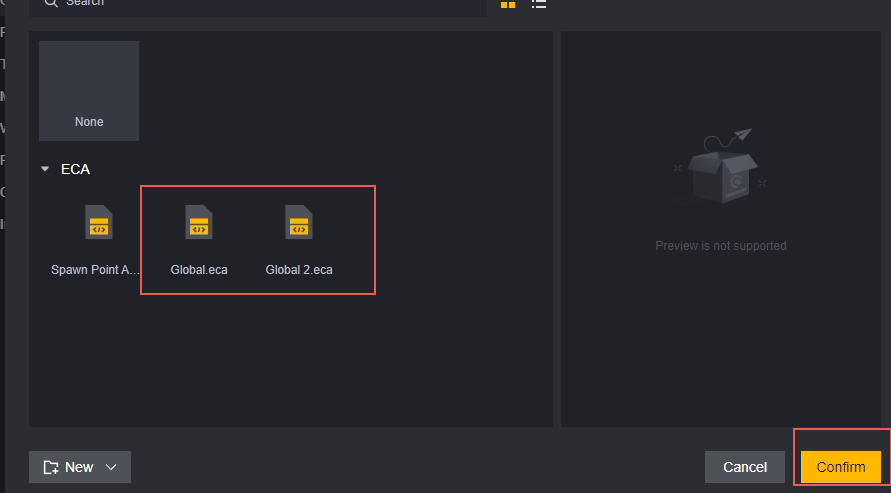 Search
None
ECA
Spawn Point A...
Global.eca
Global 2.eca
Preview is not supported
New
Cancel
Confirm